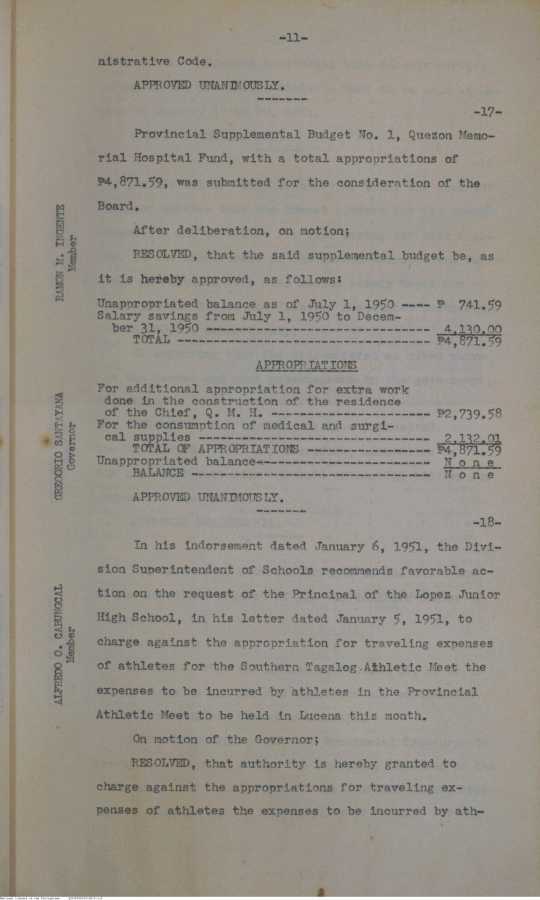 -11-
nistrative Code.
APPROVED UNANIMOUSLY.
-------
-17-
Provincial Supplemental Budget No. 1, Quezon Memo-
rial Hospital Fund, with a total appropriations of
₱4,871.59, was submitted for the consideration of the
Board.
After deliberation, on motion;
RESOLVED, that the said supplemental budget be, as
it is hereby approved, as follows:
Unappropriated balance as of July 1, 1950 ---- ₱ 741.59
Salary savings from July 1, 1950 to Decem-
ber 31, 1950 ------------------------------- 4,130.00
TOTAL ----------------------------------- ₱4,871.59
APPROPRIATIONS
For additional appropriation for extra work
done in the construction of the residence
of the Chief, Q. M. H. ---------------------- ₱2,739.58
For the consumption of medical and surgi-
cal supplies -------------------------------- 2,132.01
TOTAL OF APPROPRIATIONS ----------------- ₱4,871.59
Unappropriated balance------------------------ N o n e
BALANCE --------------------------------- N o n e
APPROVED UNANIMOUSLY.
-------
-18-
In his indorsement dated January 6, 1951, the Divi-
sion Superintendent of Schools recommends favorable ac-
tion on the request of the Principal of the Lopez Junior
High School, in his letter dated January 5, 1951, to
charge against the appropriation for traveling expenses
of athletes for the Southern Tagalog Athletic Meet the
expenses to be incurred by athletes in the Provincial
Athletic Meet to be held in Lucena this month.
On motion of the Governor;
RESOLVED, that authority is hereby granted to
charge against the appropriations for traveling ex-
penses of athletes the expenses to be incurred by ath-
RAMON M. INGENTE
Member
GREGORIO SANTAYANA
Governor
ALFREDO O. CABUNGCAL
Member